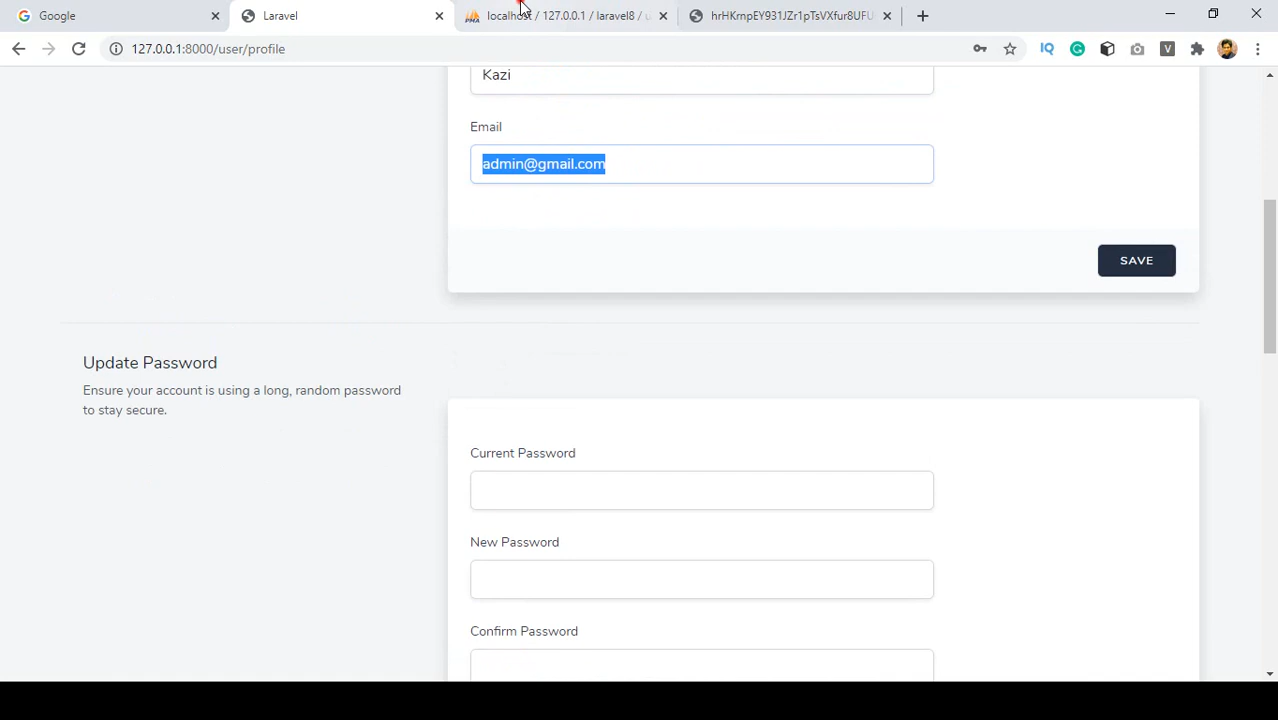 Google
Laravel
localhost / 127.0.0.1 / laravel8 / u
hrHKmpEY931JZr1pTsVXfur8UFU
127.0.0.1:8000/user/profile
IQ
G
V
Kazi
Email
admin@gmail.com
SAVE
Update Password
Ensure your account is using a long, random password
to stay secure.
Current Password
New Password
Confirm Password